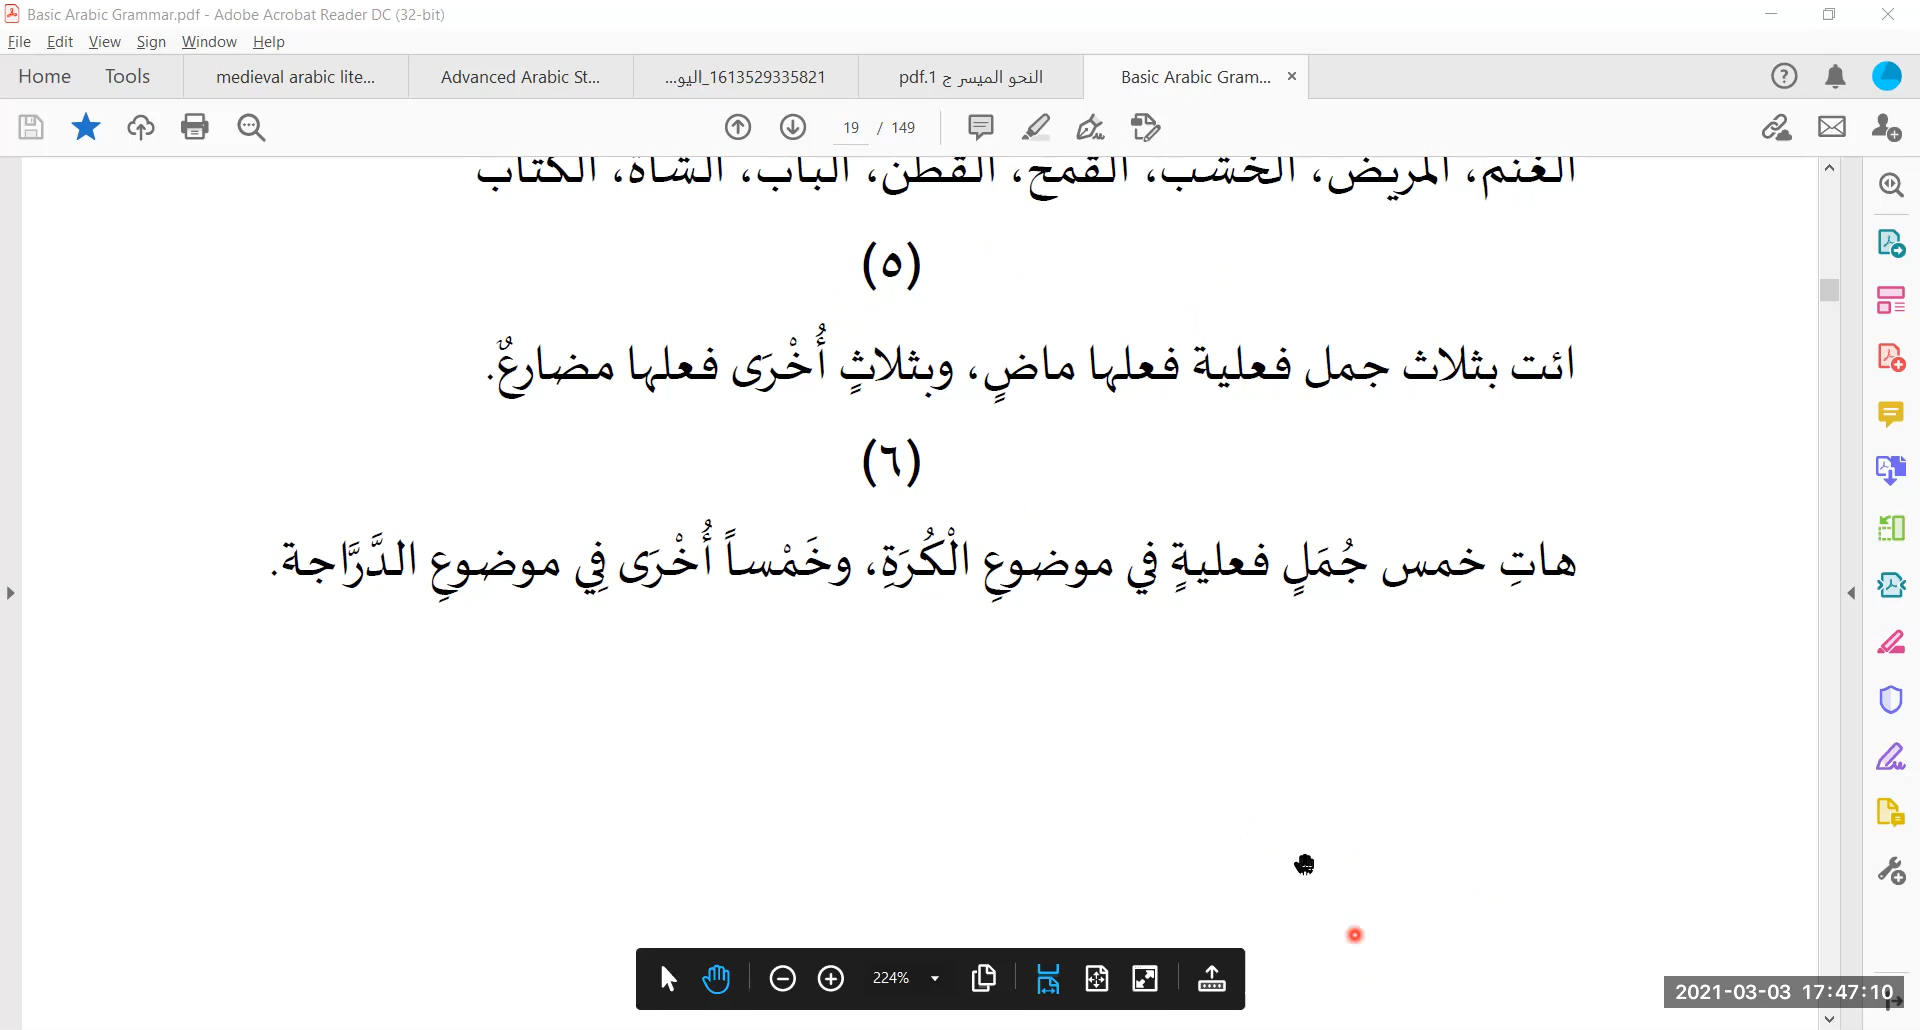 Basic Arabic Grammar.pdf - Adobe Acrobat Reader DC (32-bit)
File Edit View Sign Window Help
Home Tools medieval arabic lite... Advanced Arabic St... 1613529335821_اليو... النحو الميسر ج 1.pdf Basic Arabic Gram...
19 / 149
الغنم، المريض، الخشب، القمح، القطن، الباب، الشاة، الكتاب
(٥)
ائت بثلاث جمل فعلية فعلها ماضٍ، وبثلاثٍ أُخْرَى فعلها مضارعٌ.
(٦)
هاتِ خمس جُمَلٍ فعليةٍ في موضوعِ الْكُرَةِ، وخَمْساً أُخْرَى فِي موضوعِ الدَّرَّاجة.
224%
2021-03-03 17:47:10